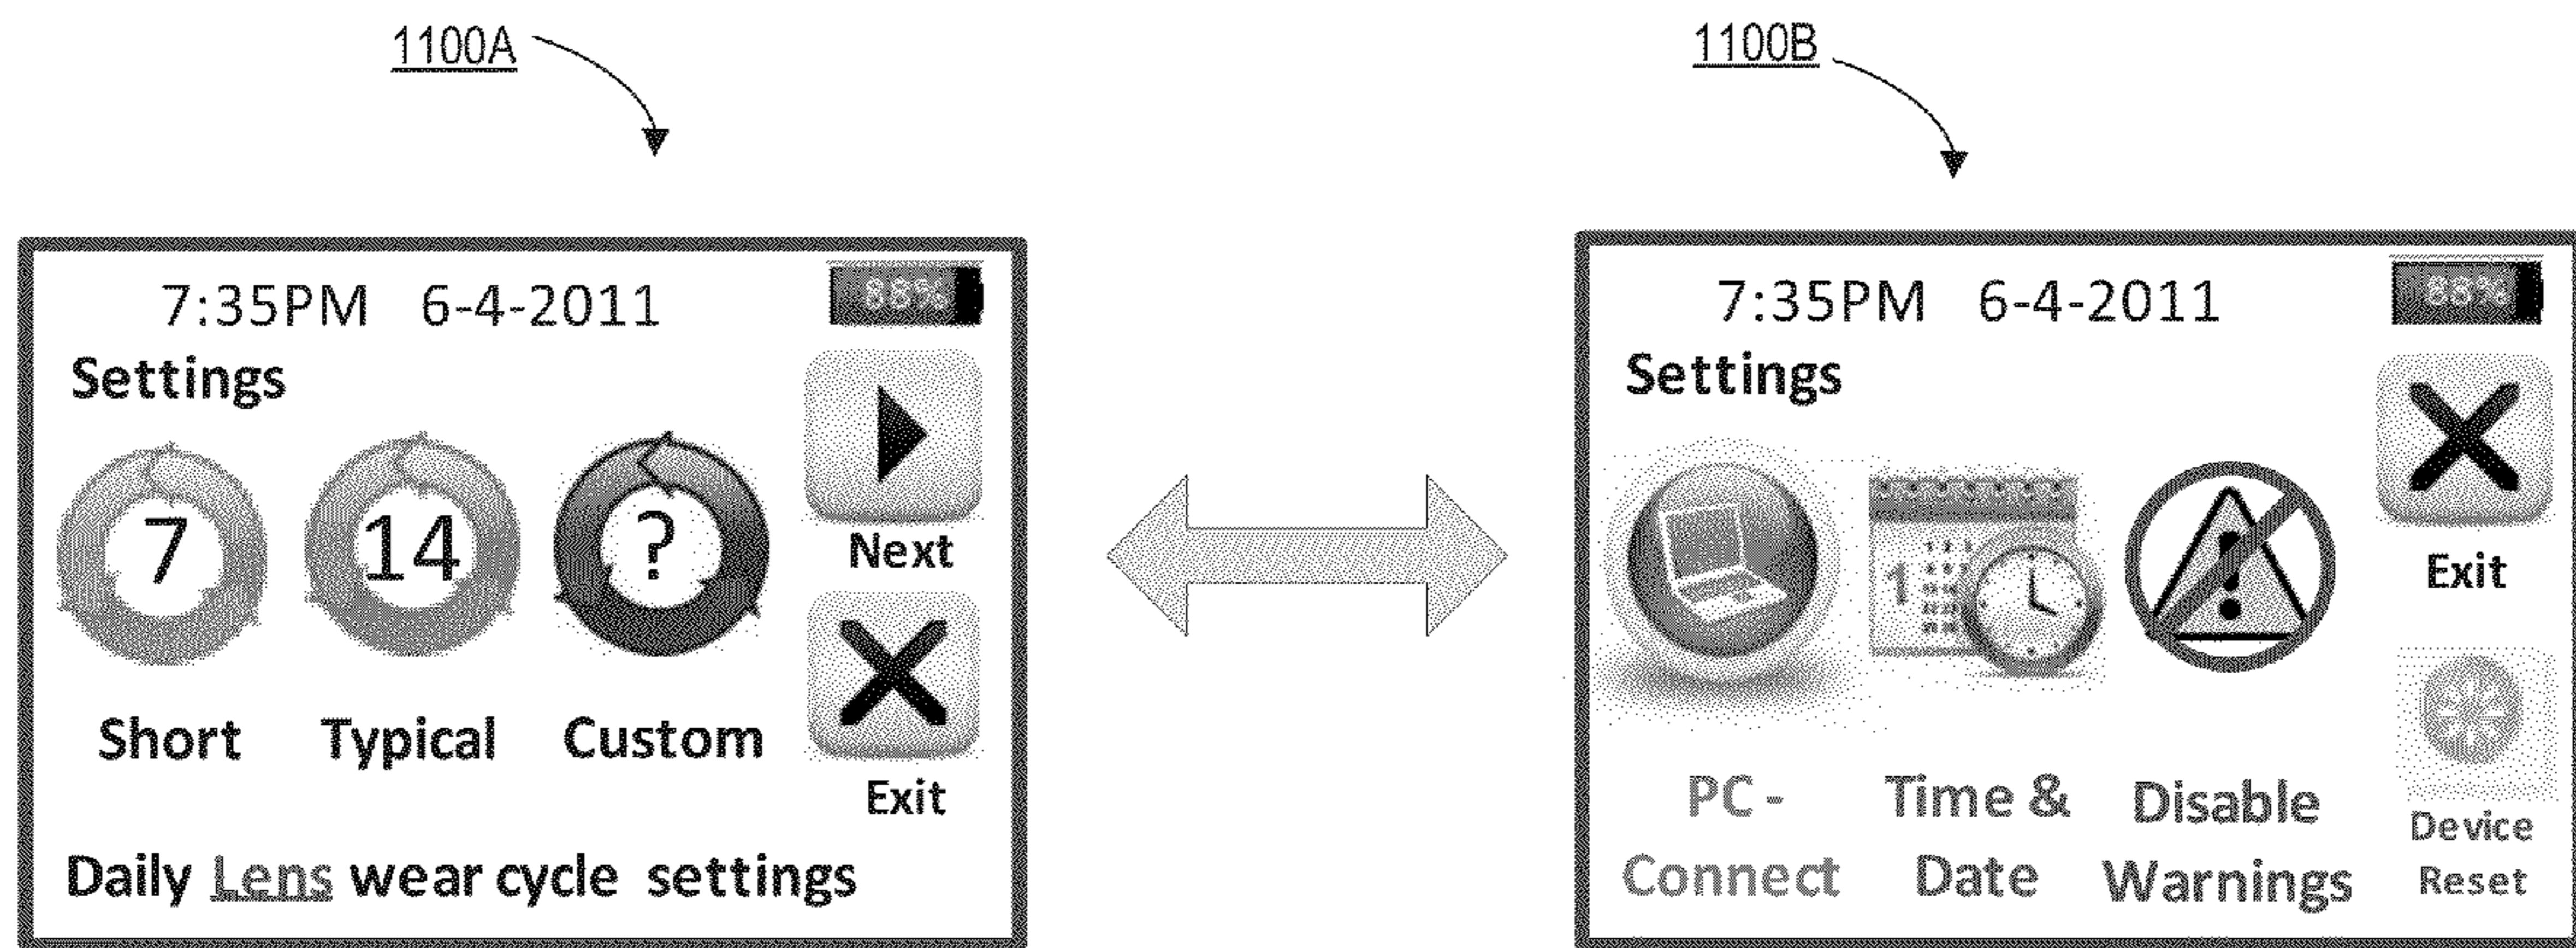 1100A
7:35PM 6-4-2011 88%
Settings
7 14 ?
Next
Short Typical Custom
Exit
Daily Lens wear cycle settings
1100B
7:35PM 6-4-2011 88%
Settings
Exit
1
PC - Time & Disable
Connect Date Warnings
Device
Reset